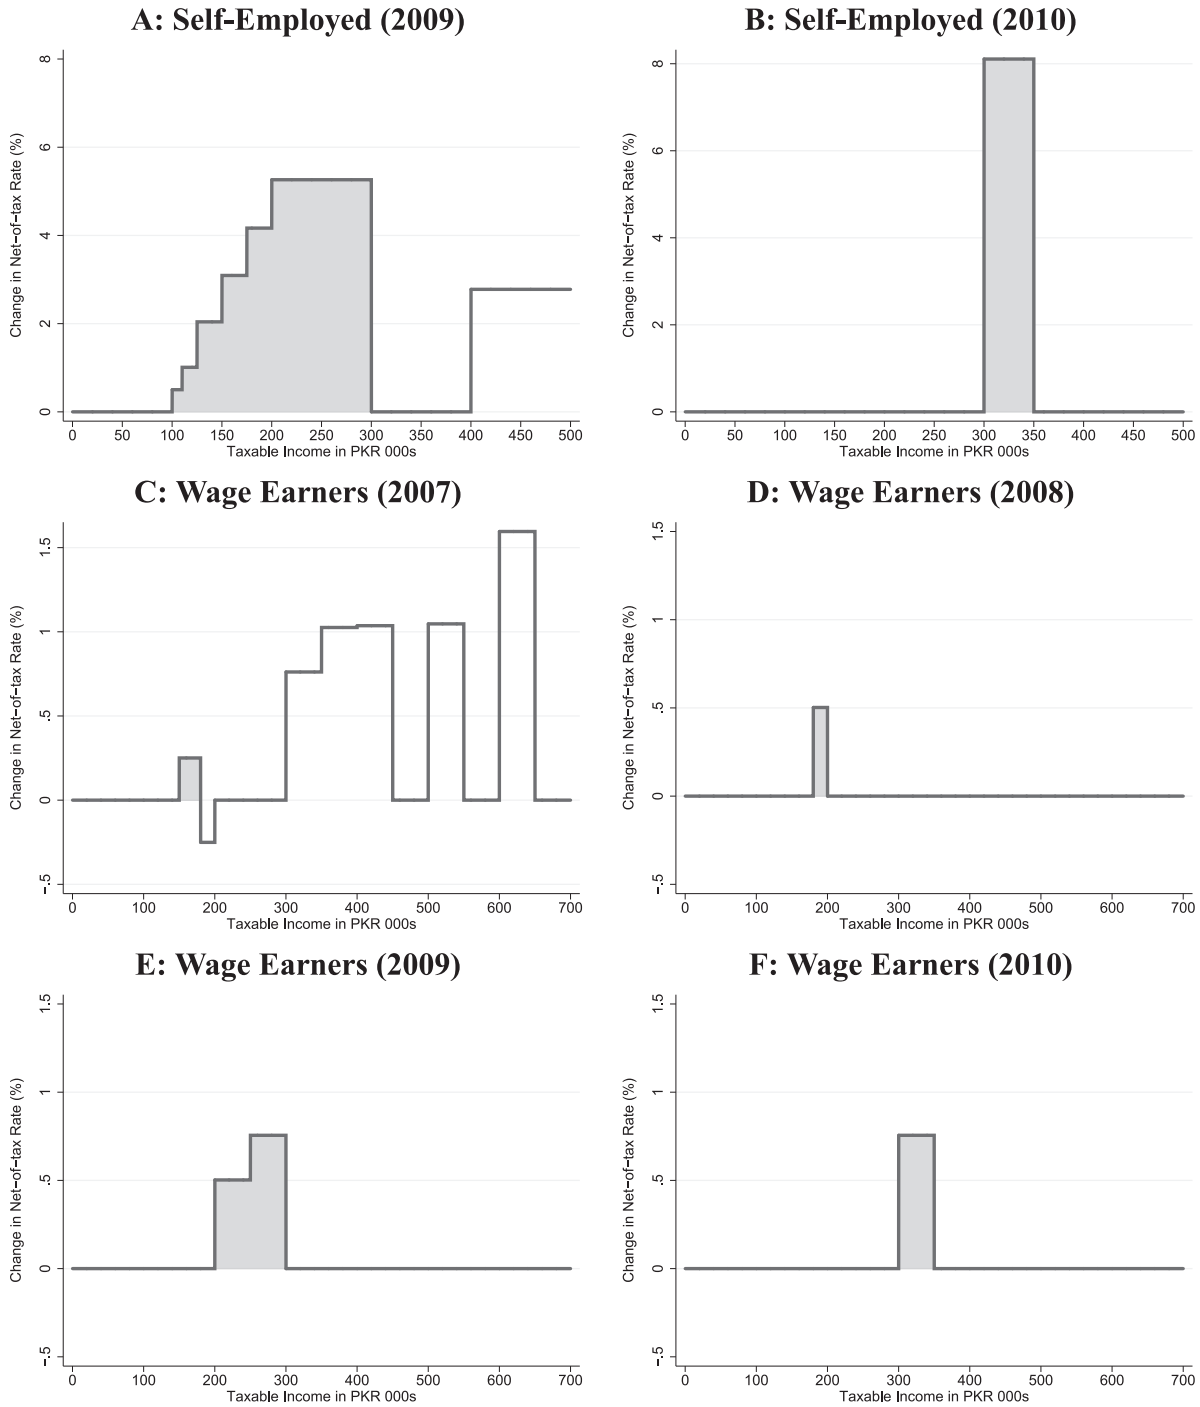 A: Self-Employed (2009)
Change in Net−of−tax Rate (%)
8
6
4
2
0
0 50 100 150 200 250 300 350 400 450 500
Taxable Income in PKR 000s
B: Self-Employed (2010)
Change in Net−of−tax Rate (%)
8
6
4
2
0
0 50 100 150 200 250 300 350 400 450 500
Taxable Income in PKR 000s
C: Wage Earners (2007)
Change in Net−of−tax Rate (%)
1.5
1
.5
0
−.5
0 100 200 300 400 500 600 700
Taxable Income in PKR 000s
D: Wage Earners (2008)
Change in Net−of−tax Rate (%)
1.5
1
.5
0
−.5
0 100 200 300 400 500 600 700
Taxable Income in PKR 000s
E: Wage Earners (2009)
Change in Net−of−tax Rate (%)
1.5
1
.5
0
−.5
0 100 200 300 400 500 600 700
Taxable Income in PKR 000s
F: Wage Earners (2010)
Change in Net−of−tax Rate (%)
1.5
1
.5
0
−.5
0 100 200 300 400 500 600 700
Taxable Income in PKR 000s